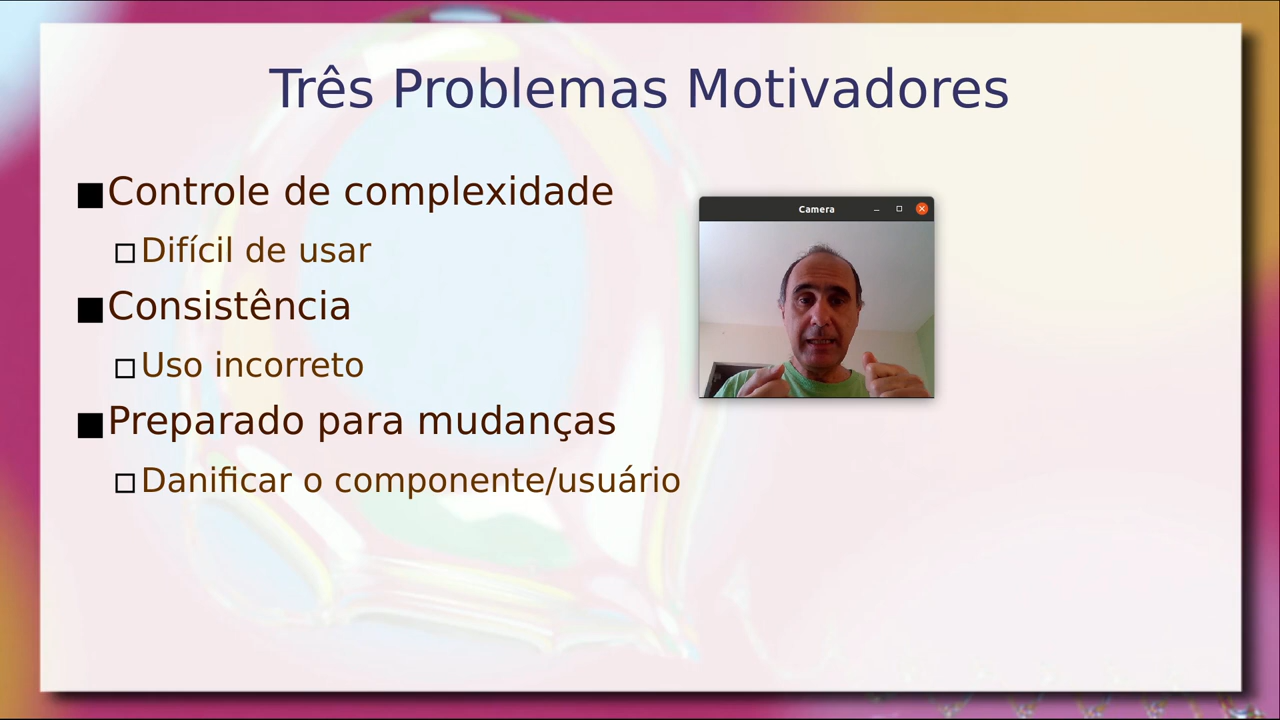 Três Problemas Motivadores
Controle de complexidade
Difícil de usar
Consistência
Uso incorreto
Preparado para mudanças
Danificar o componente/usuário
Camera